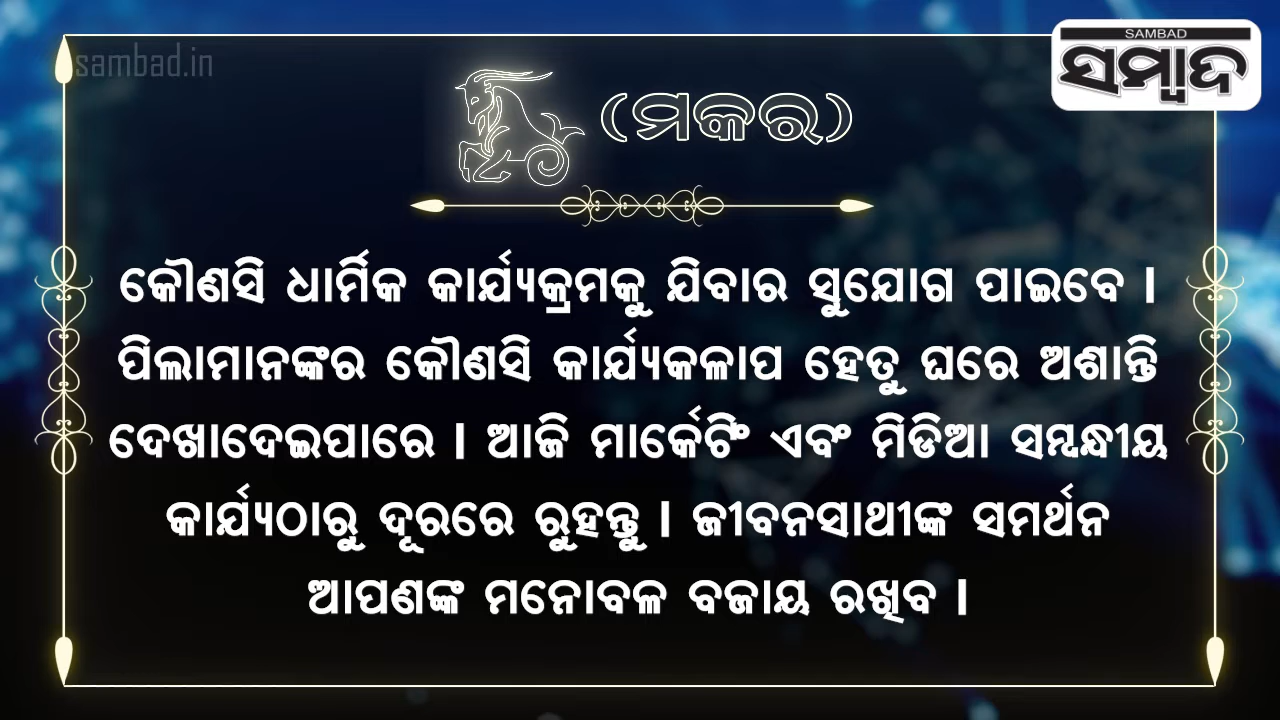 sambad.in
SAMBAD
ସମ୍ବାଦ
(ମକର)
କୌଣସି ଧାର୍ମିକ କାର୍ଯ୍ୟକ୍ରମକୁ ଯିବାର ସୁଯୋଗ ପାଇବେ ।
ପିଲାମାନଙ୍କର କୌଣସି କାର୍ଯ୍ୟକଳାପ ହେତୁ ଘରେ ଅଶାନ୍ତି
ଦେଖାଦେଇପାରେ । ଆଜି ମାର୍କେଟିଂ ଏବଂ ମିଡିଆ ସମ୍ବନ୍ଧୀୟ
କାର୍ଯ୍ୟଠାରୁ ଦୂରରେ ରୁହନ୍ତୁ । ଜୀବନସାଥୀଙ୍କ ସମର୍ଥନ
ଆପଣଙ୍କ ମନୋବଳ ବଜାୟ ରଖିବ ।